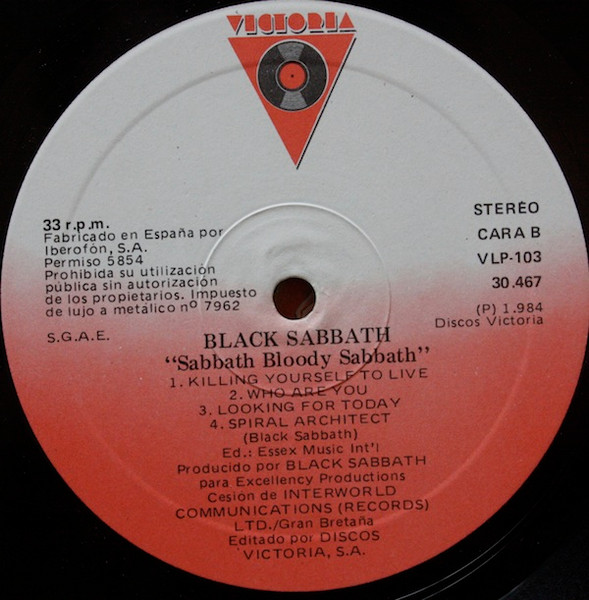 VICTORIA
33 r.p.m.
Fabricado en España por
Iberofón, S.A.
Permiso 5854
Prohibida su utilización
pública sin autorización
de los propietarios. Impuesto
de lujo a metálico nº 7962
S.G.A.E.
STEREO
CARA B
VLP-103
30.467
(P) 1.984
Discos Victoria
BLACK SABBATH
“Sabbath Bloody Sabbath”
1. KILLING YOURSELF TO LIVE
2. WHO ARE YOU
3. LOOKING FOR TODAY
4. SPIRAL ARCHITECT
(Black Sabbath)
Ed.: Essex Music Int'l
Producido por BLACK SABBATH
para Excellency Productions
Cesión de INTERWORLD
COMMUNICATIONS (RECORDS)
LTD./Gran Bretaña
Editado por DISCOS
VICTORIA, S.A.